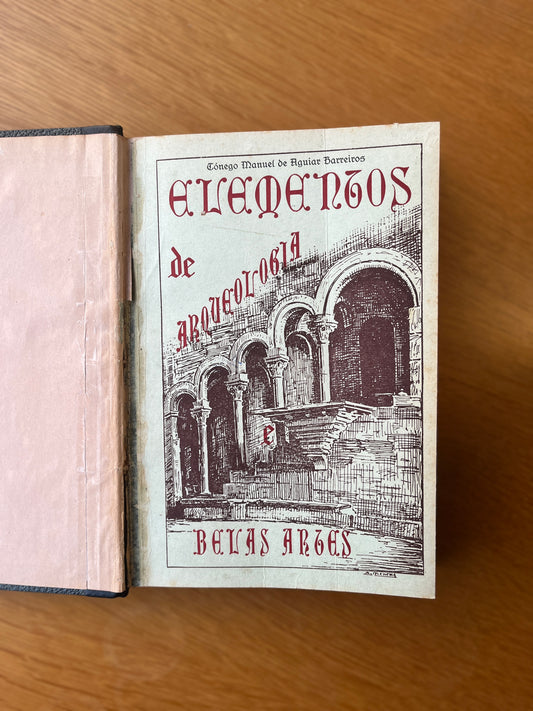 Cónego Manuel de Aguiar Barreiros
ELEMENTOS
de
ARQUEOLOGIA
e
BELAS ARTES